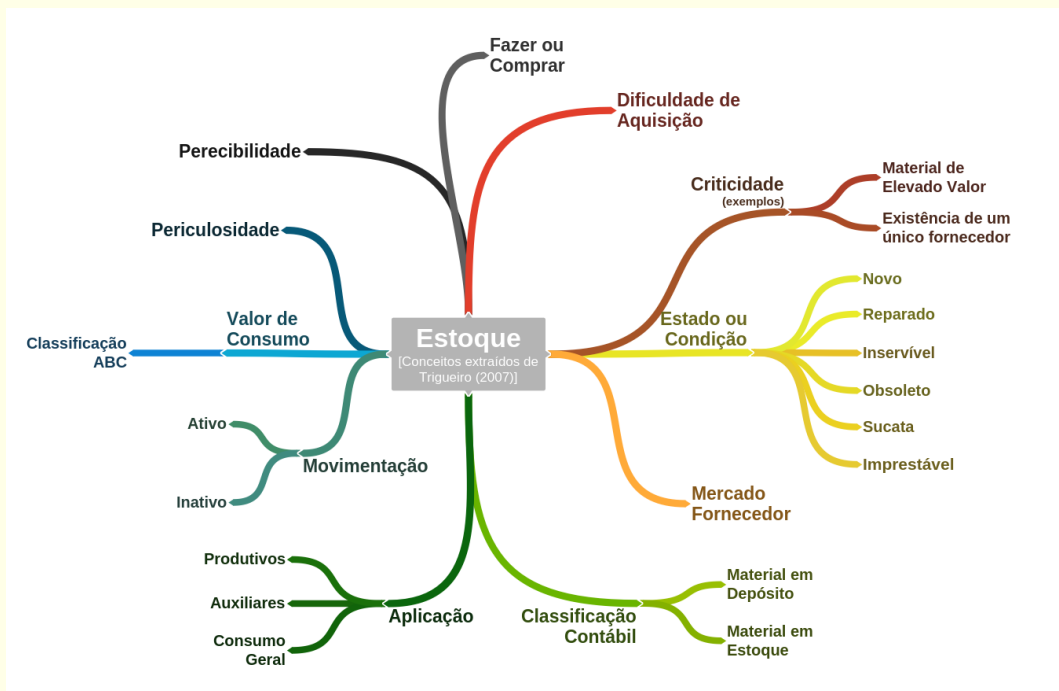 Fazer ou
Comprar
Dificuldade de
Aquisição
Perecibilidade
Criticidade
(exemplos)
Material de
Elevado Valor
Existência de um
único fornecedor
Periculosidade
Novo
Reparado
Inservível
Obsoleto
Sucata
Imprestável
Estado ou
Condição
Valor de
Consumo
Classificação
ABC
Estoque
[Conceitos extraídos de
Trigueiro (2007)]
Ativo
Inativo
Movimentação
Mercado
Fornecedor
Produtivos
Auxiliares
Consumo
Geral
Aplicação
Classificação
Contábil
Material em
Depósito
Material em
Estoque